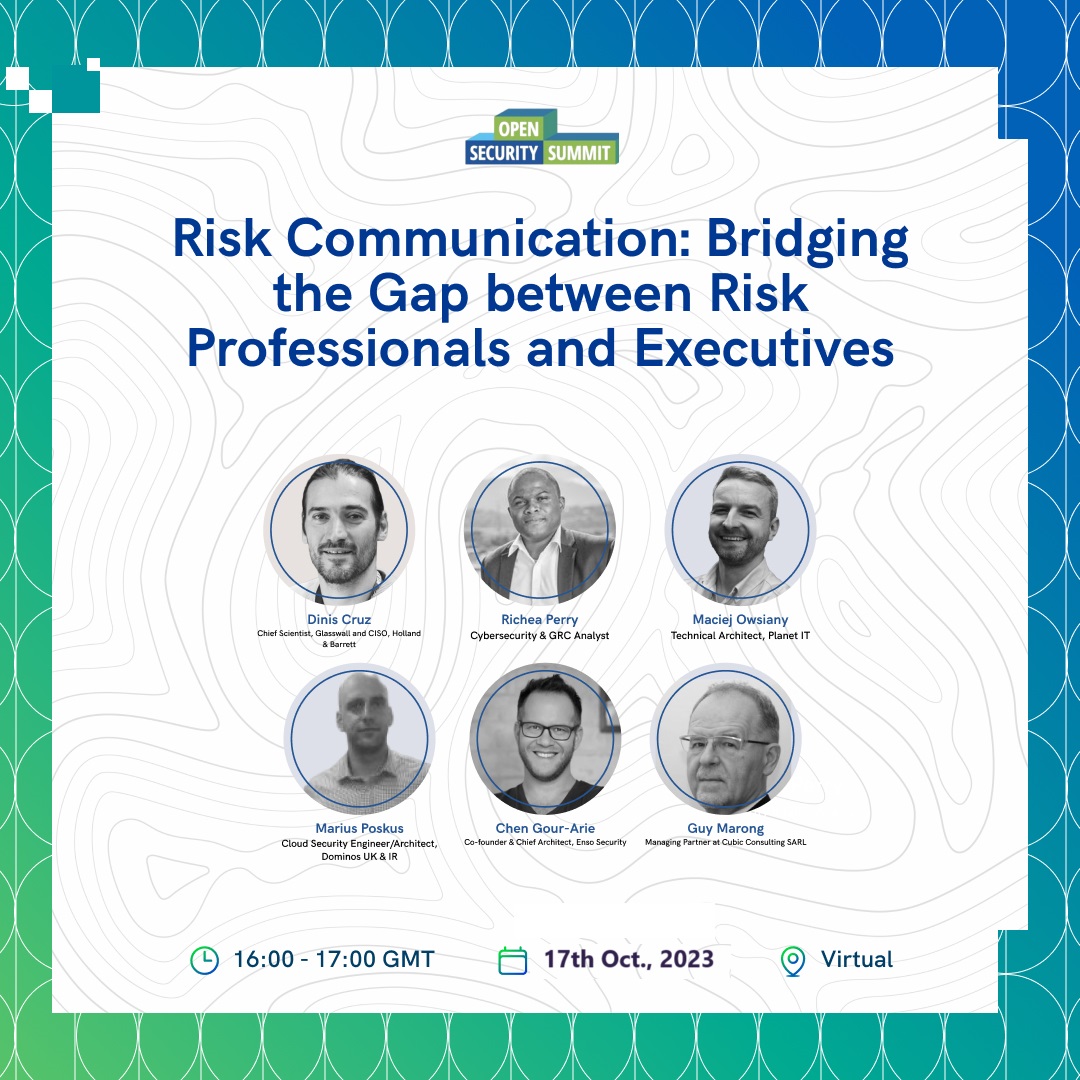 OPEN
SECURITY SUMMIT
Risk Communication: Bridging
the Gap between Risk
Professionals and Executives
Dinis Cruz
Chief Scientist, Glasswall and CISO, Holland
& Barrett
Richea Perry
Cybersecurity & GRC Analyst
Maciej Owsiany
Technical Architect, Planet IT
Marius Poskus
Cloud Security Engineer/Architect,
Dominos UK & IR
Chen Gour-Arie
Co-founder & Chief Architect, Enso Security
Guy Marong
Managing Partner at Cubic Consulting SARL
16:00 - 17:00 GMT
17th Oct., 2023
Virtual